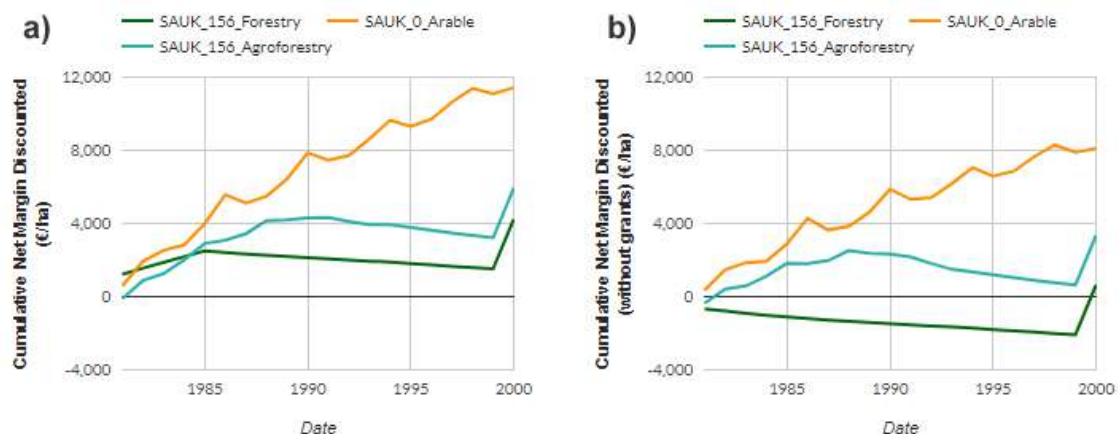 a)
SAUK_156_Forestry SAUK_0_Arable
SAUK_156_Agroforestry
Cumulative Net Margin Discounted
(€/ha)
12,000
8,000
4,000
0
-4,000
1985 1990 1995 2000
Date
b)
SAUK_156_Forestry SAUK_0_Arable
SAUK_156_Agroforestry
Cumulative Net Margin Discounted
(without grants) (€/ha)
12,000
8,000
4,000
0
-4,000
1985 1990 1995 2000
Date